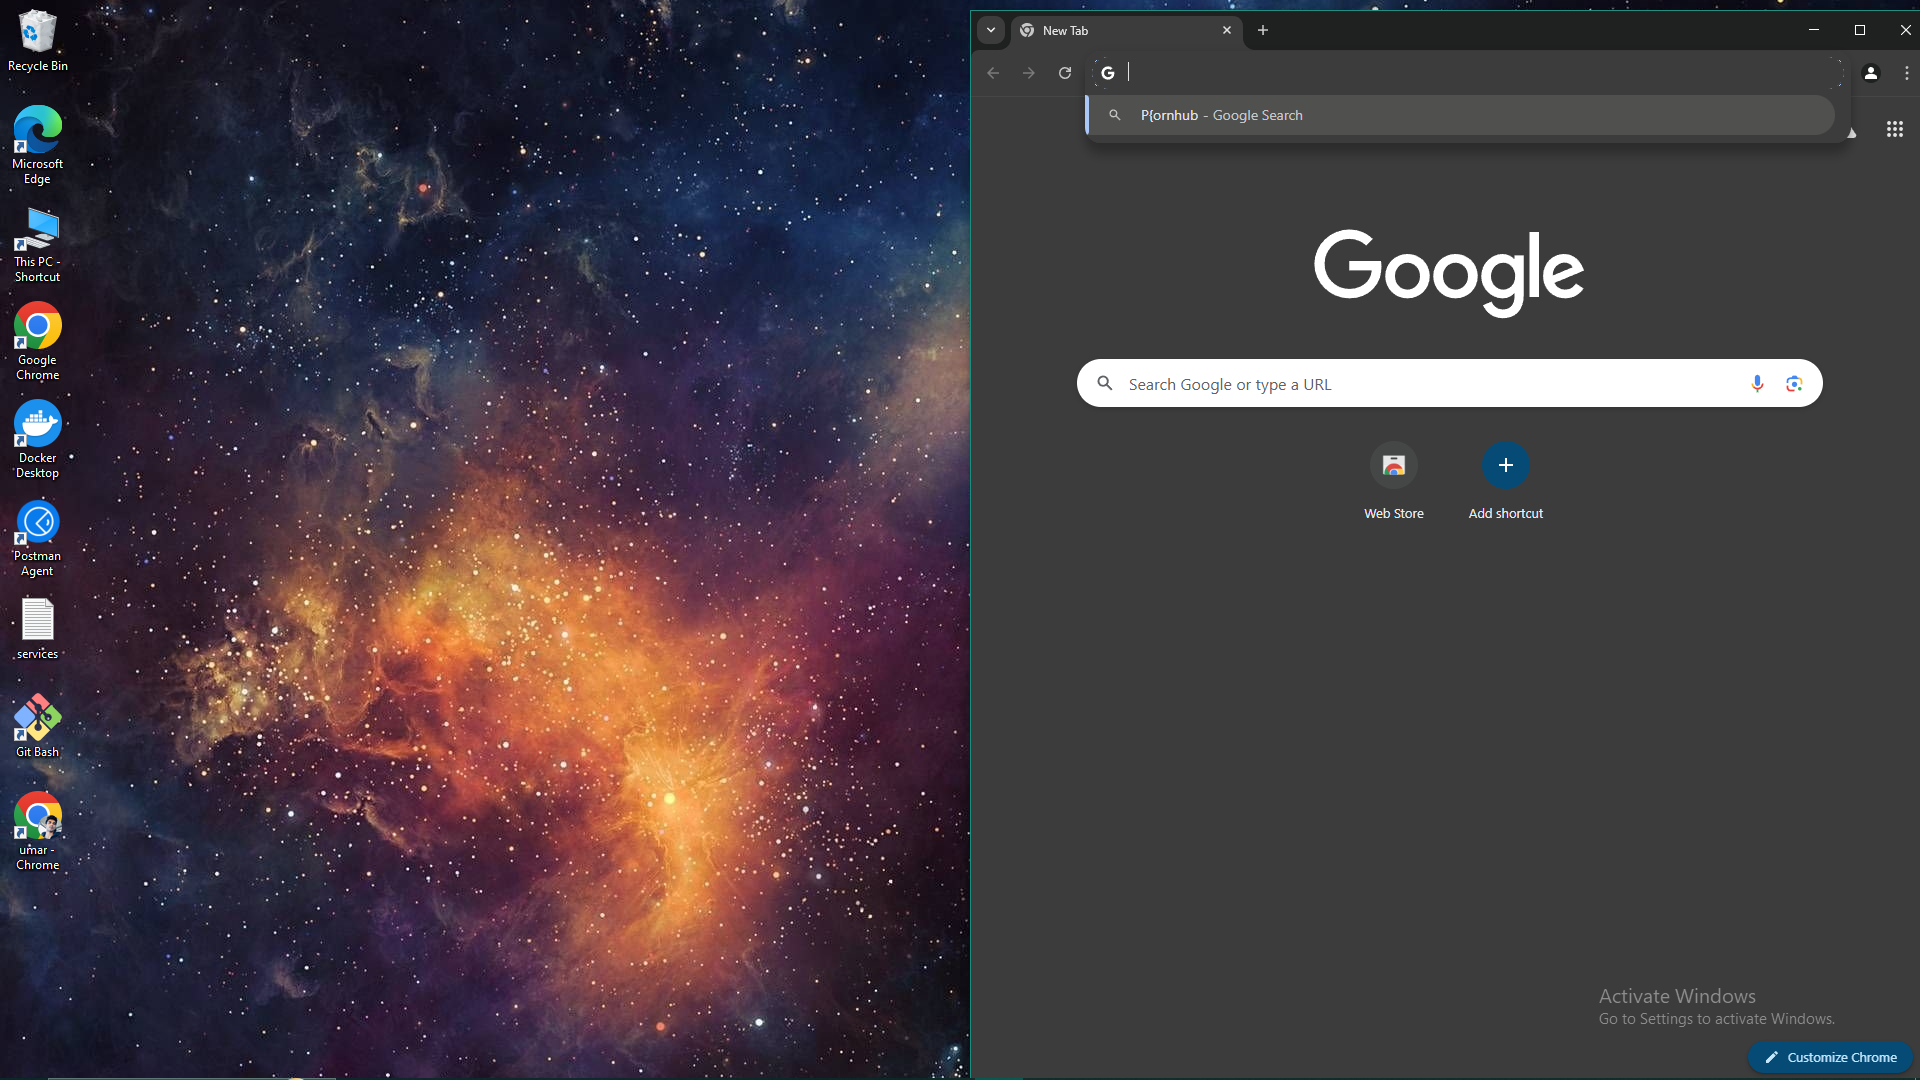 Recycle Bin
Microsoft
Edge
This PC -
Shortcut
Google
Chrome
Docker
Desktop
Postman
Agent
services
Git Bash
umar -
Chrome
New Tab
P{ornhub - Google Search
Google
Search Google or type a URL
Web Store
Add shortcut
Activate Windows
Go to Settings to activate Windows.
Customize Chrome